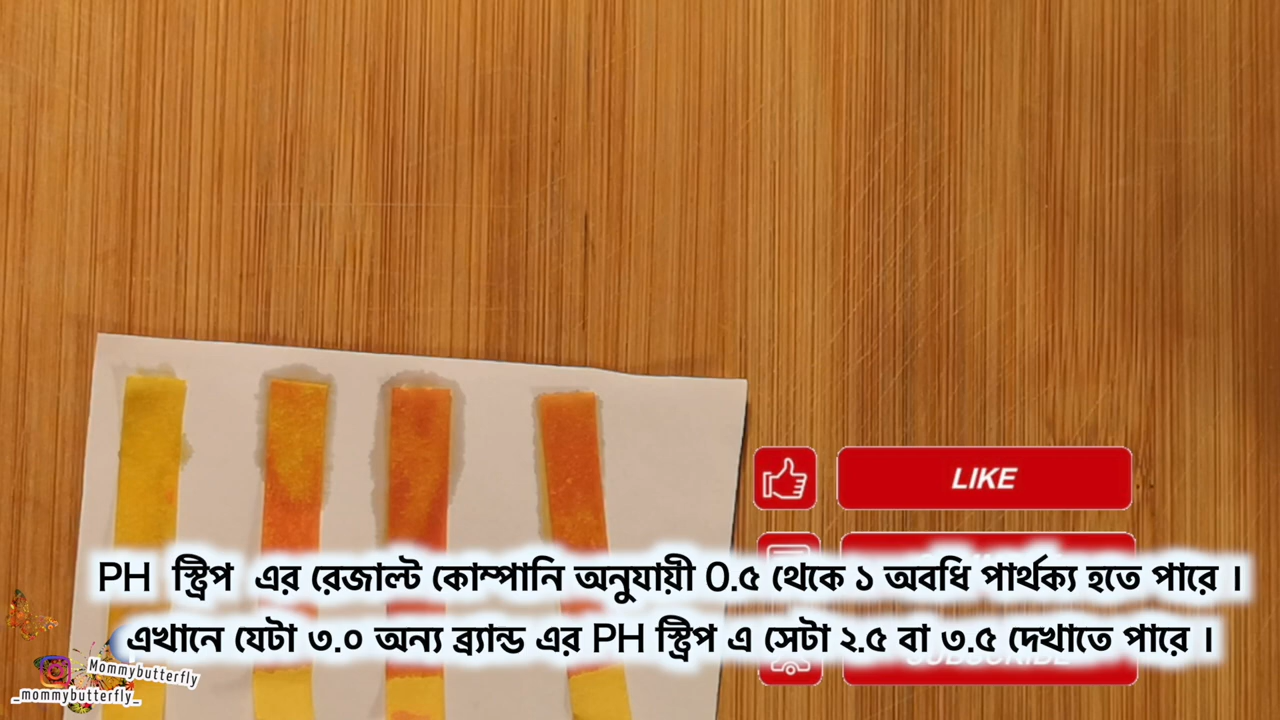 LIKE
PH স্ট্রিপ এর রেজাল্ট কোম্পানি অনুযায়ী 0.৫ থেকে ১ অবধি পার্থক্য হতে পারে ।
এখানে যেটা ৩.০ অন্য ব্র্যান্ড এর PH স্ট্রিপ এ সেটা ২.৫ বা ৩.৫ দেখাতে পারে ।
SUBSCRIBE
Mommybutterfly
_mommybutterfly_